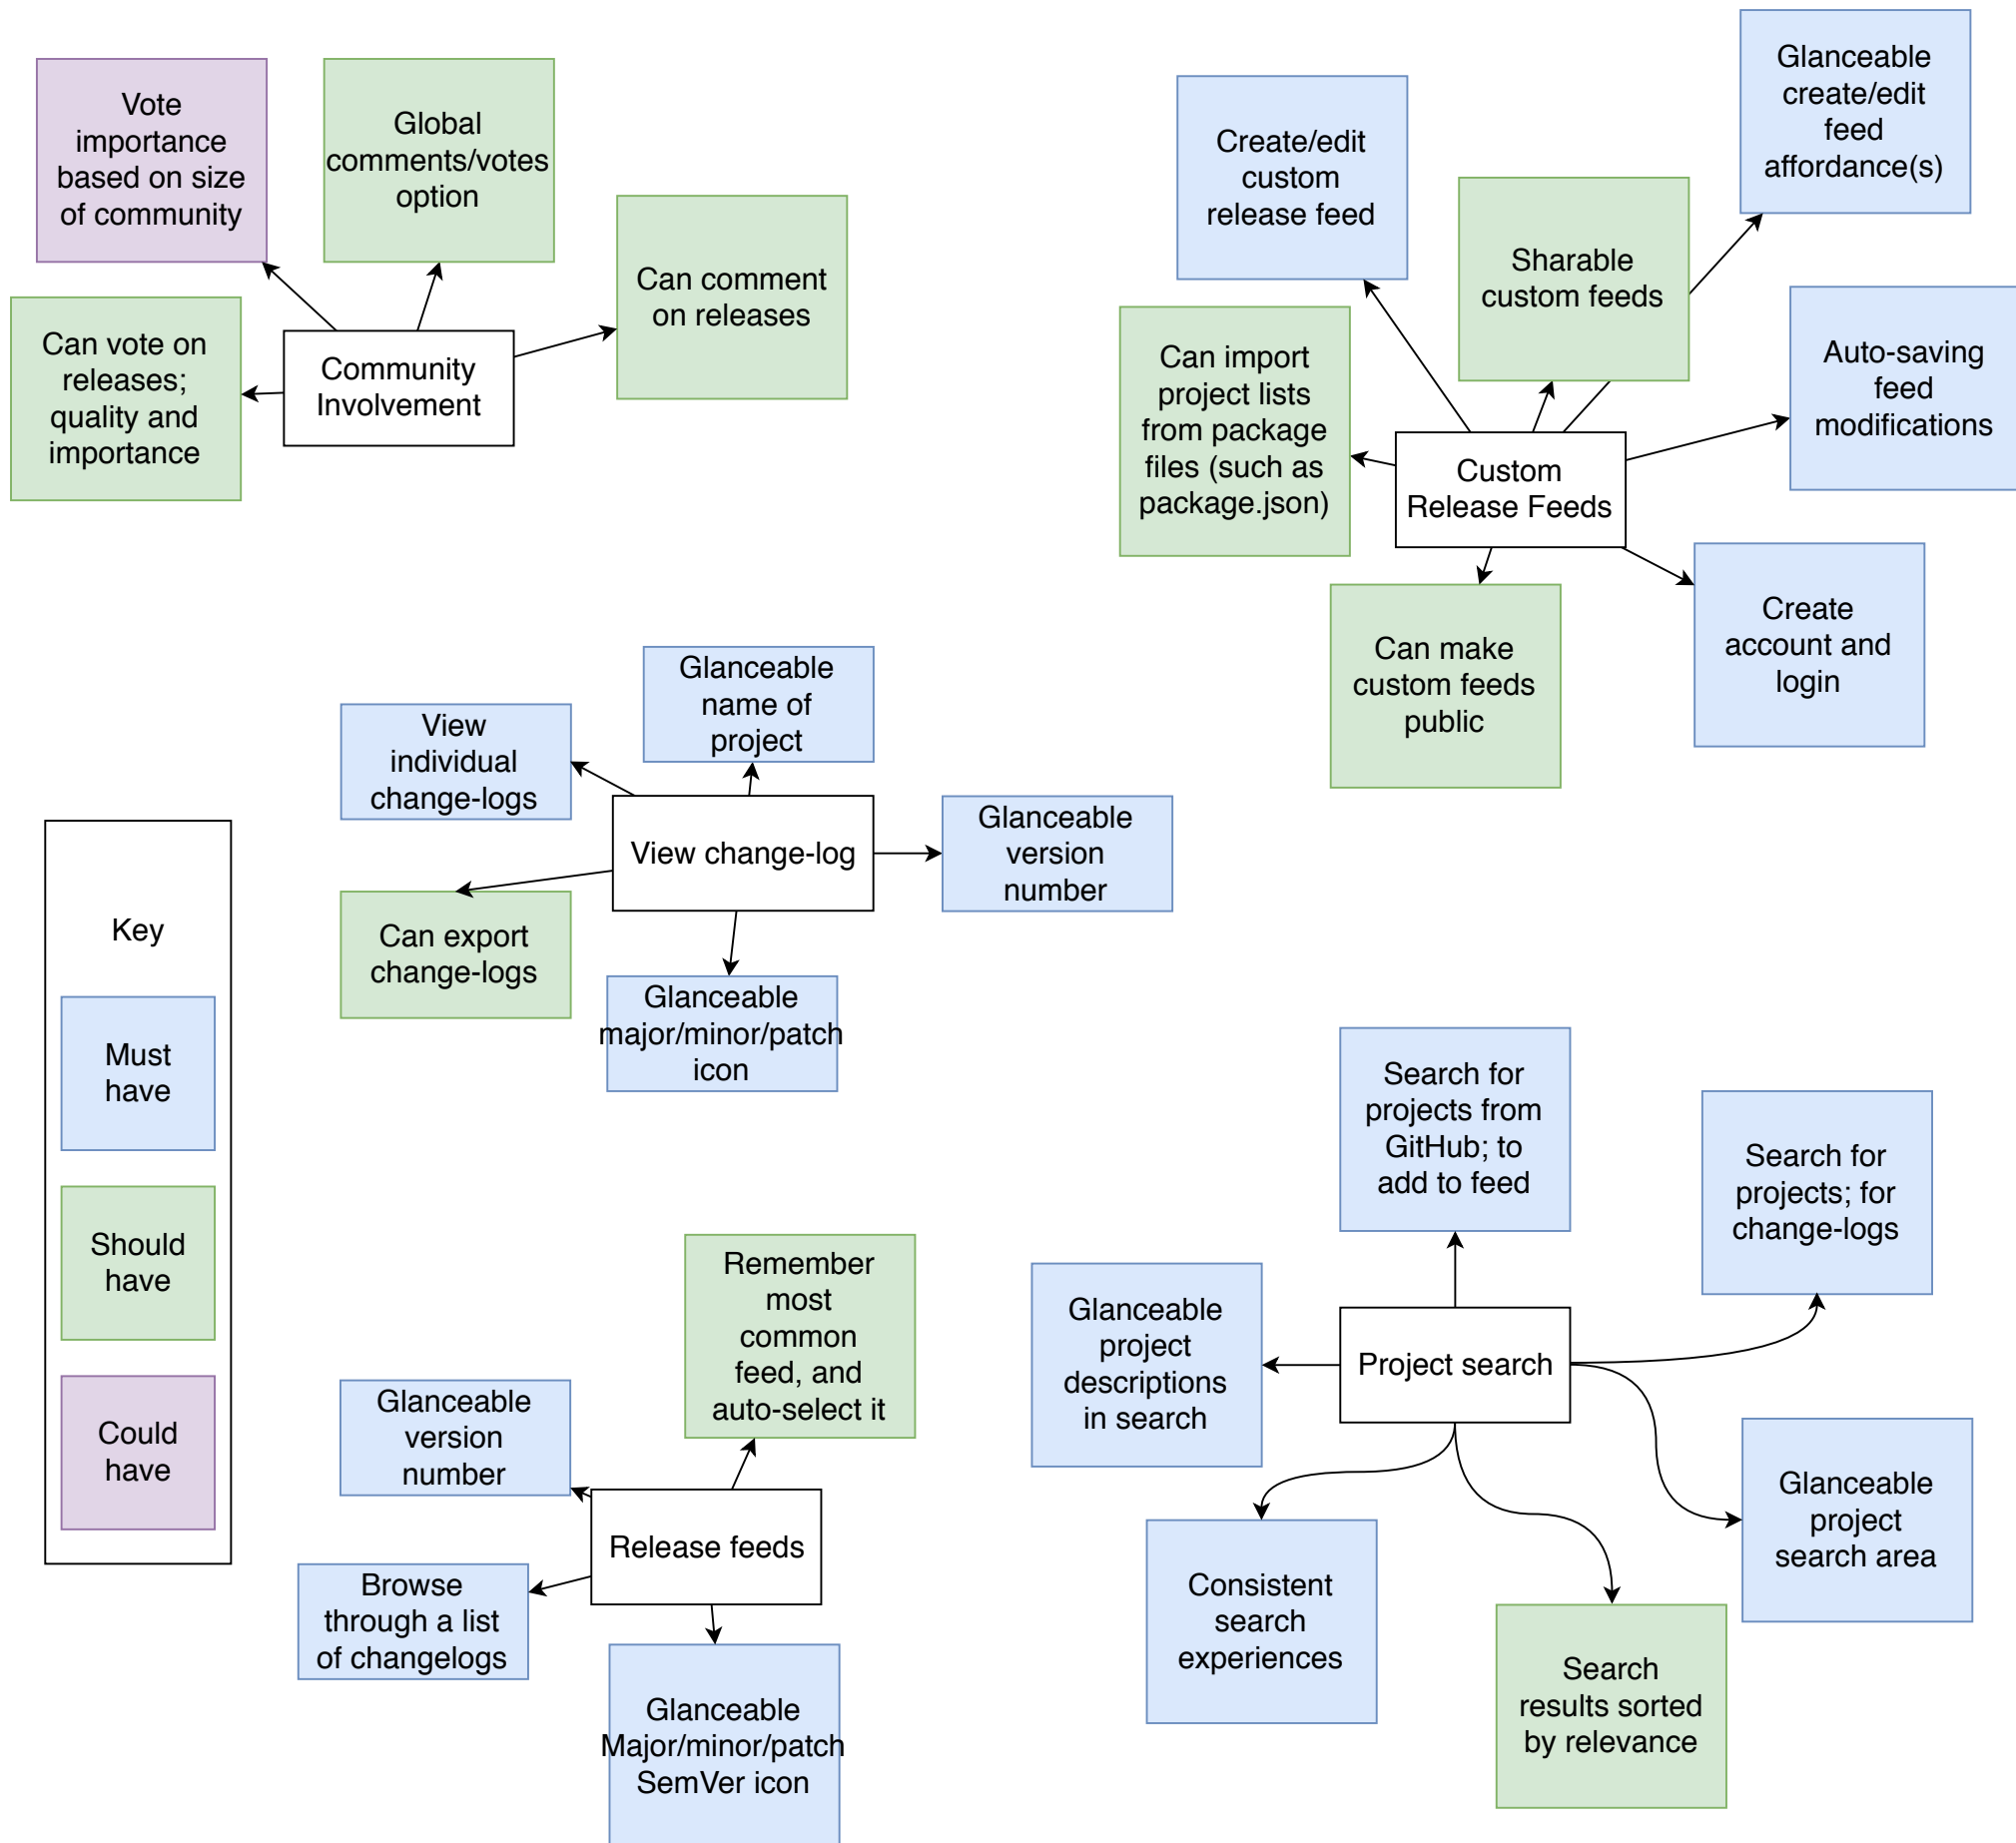 Vote
importance
based on size
of community
Global
comments/votes
option
Can comment
on releases
Can vote on
releases;
quality and
importance
Community
Involvement
Create/edit
custom
release feed
Glanceable
create/edit
feed
affordance(s)
Sharable
custom feeds
Can import
project lists
from package
files (such as
package.json)
Auto-saving
feed
modifications
Custom
Release Feeds
Can make
custom feeds
public
Create
account and
login
View
individual
change-logs
Glanceable
name of
project
View change-log
Glanceable
version
number
Can export
change-logs
Glanceable
major/minor/patch
icon
Key
Must
have
Should
have
Could
have
Search for
projects from
GitHub; to
add to feed
Search for
projects; for
change-logs
Glanceable
project
descriptions
in search
Project search
Glanceable
project
search area
Consistent
search
experiences
Search
results sorted
by relevance
Remember
most
common
feed, and
auto-select it
Glanceable
version
number
Release feeds
Browse
through a list
of changelogs
Glanceable
Major/minor/patch
SemVer icon